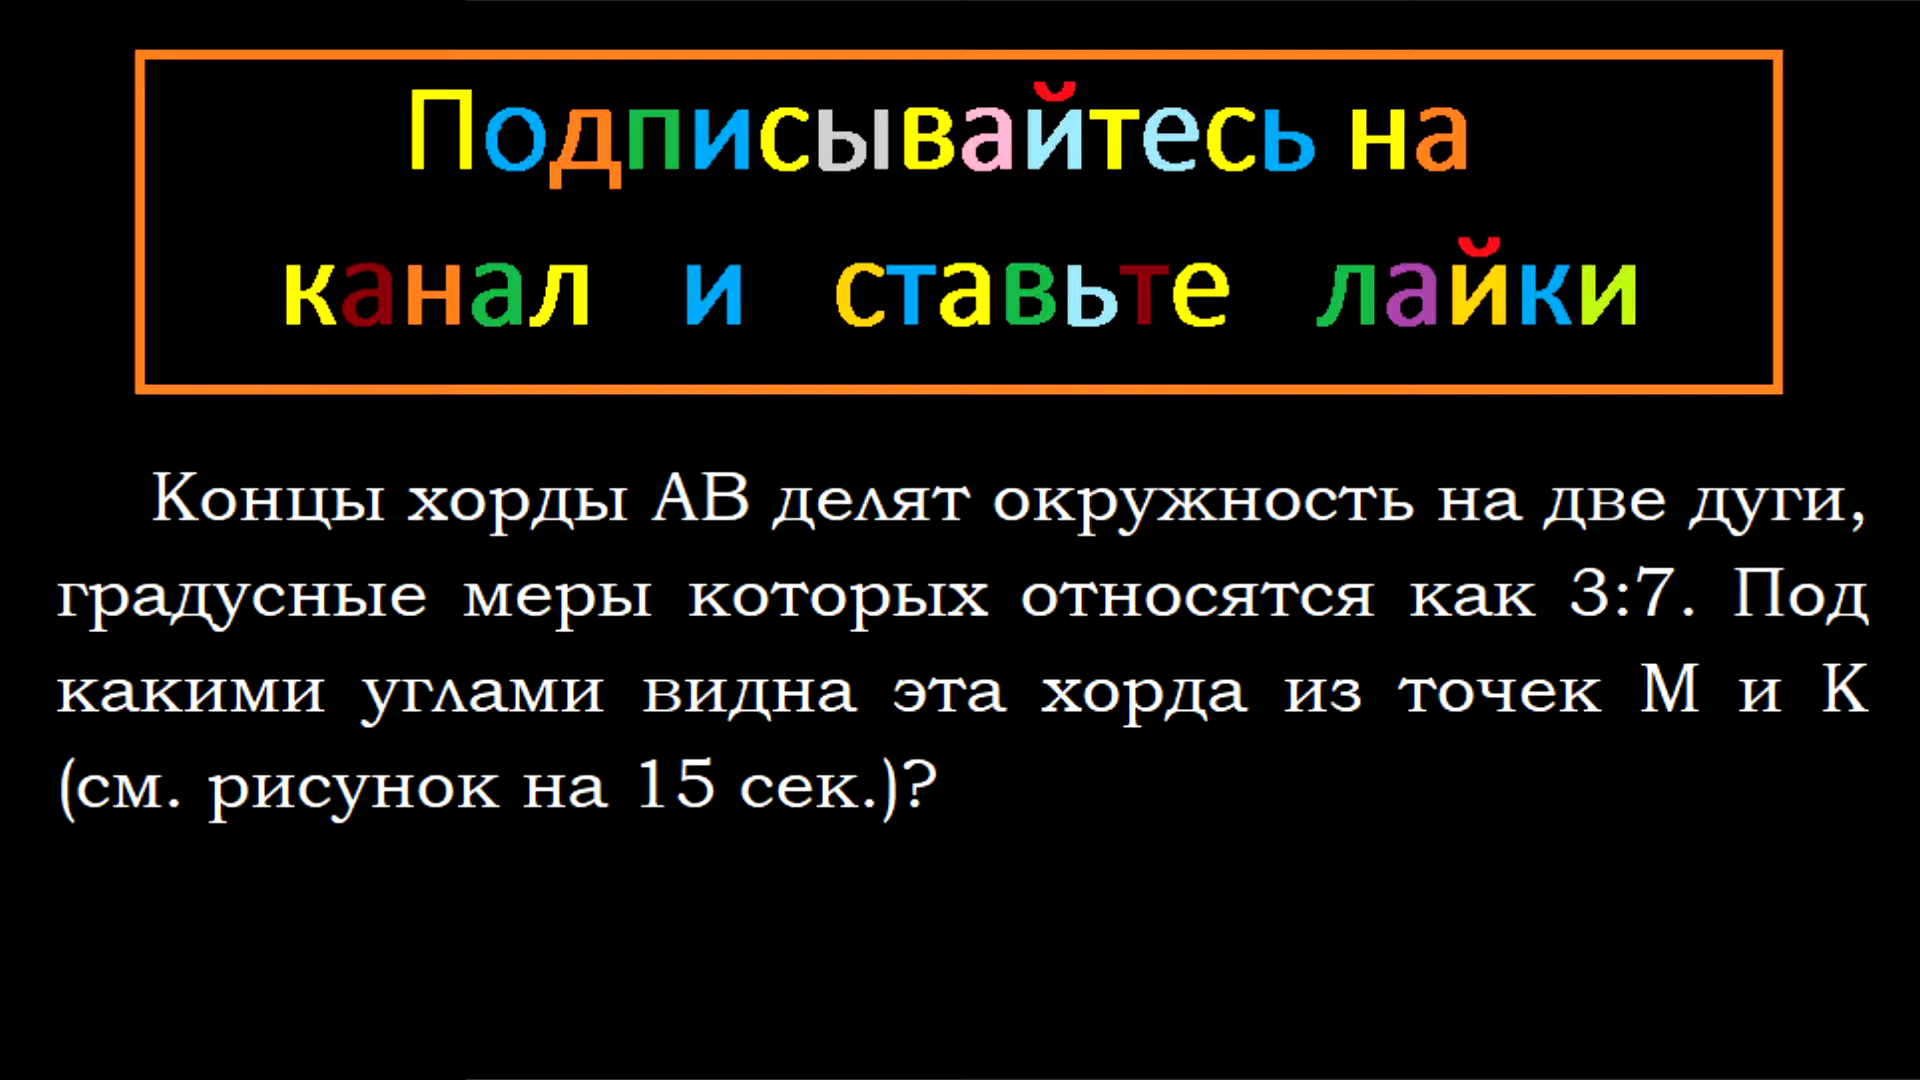 Подписывайтесь на
канал и ставьте лайки
Концы хорды АВ делят окружность на две дуги,
градусные меры которых относятся как 3:7. Под
какими углами видна эта хорда из точек М и К
(см. рисунок на 15 сек.)?